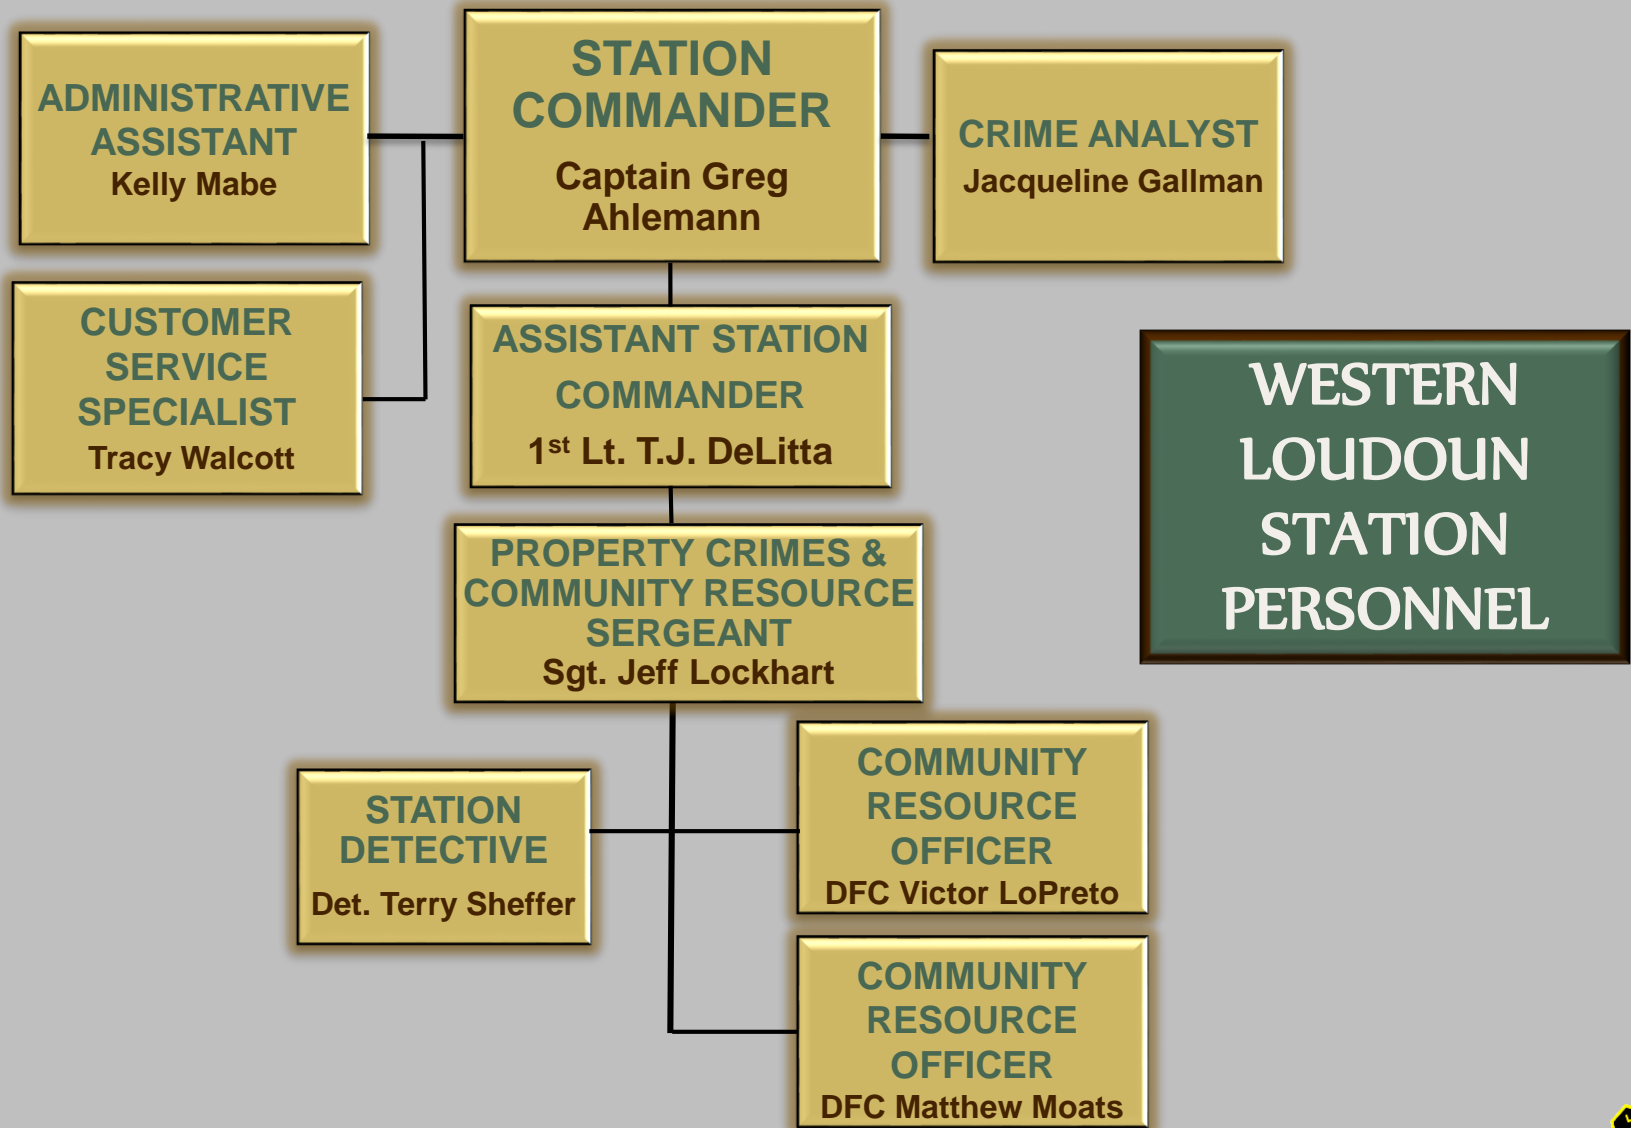 ADMINISTRATIVE
ASSISTANT
Kelly Mabe
STATION
COMMANDER
Captain Greg
Ahlemann
CRIME ANALYST
Jacqueline Gallman
CUSTOMER
SERVICE
SPECIALIST
Tracy Walcott
ASSISTANT STATION
COMMANDER
1st Lt. T.J. DeLitta
WESTERN
LOUDOUN
STATION
PERSONNEL
PROPERTY CRIMES &
COMMUNITY RESOURCE
SERGEANT
Sgt. Jeff Lockhart
STATION
DETECTIVE
Det. Terry Sheffer
COMMUNITY
RESOURCE
OFFICER
DFC Victor LoPreto
COMMUNITY
RESOURCE
OFFICER
DFC Matthew Moats